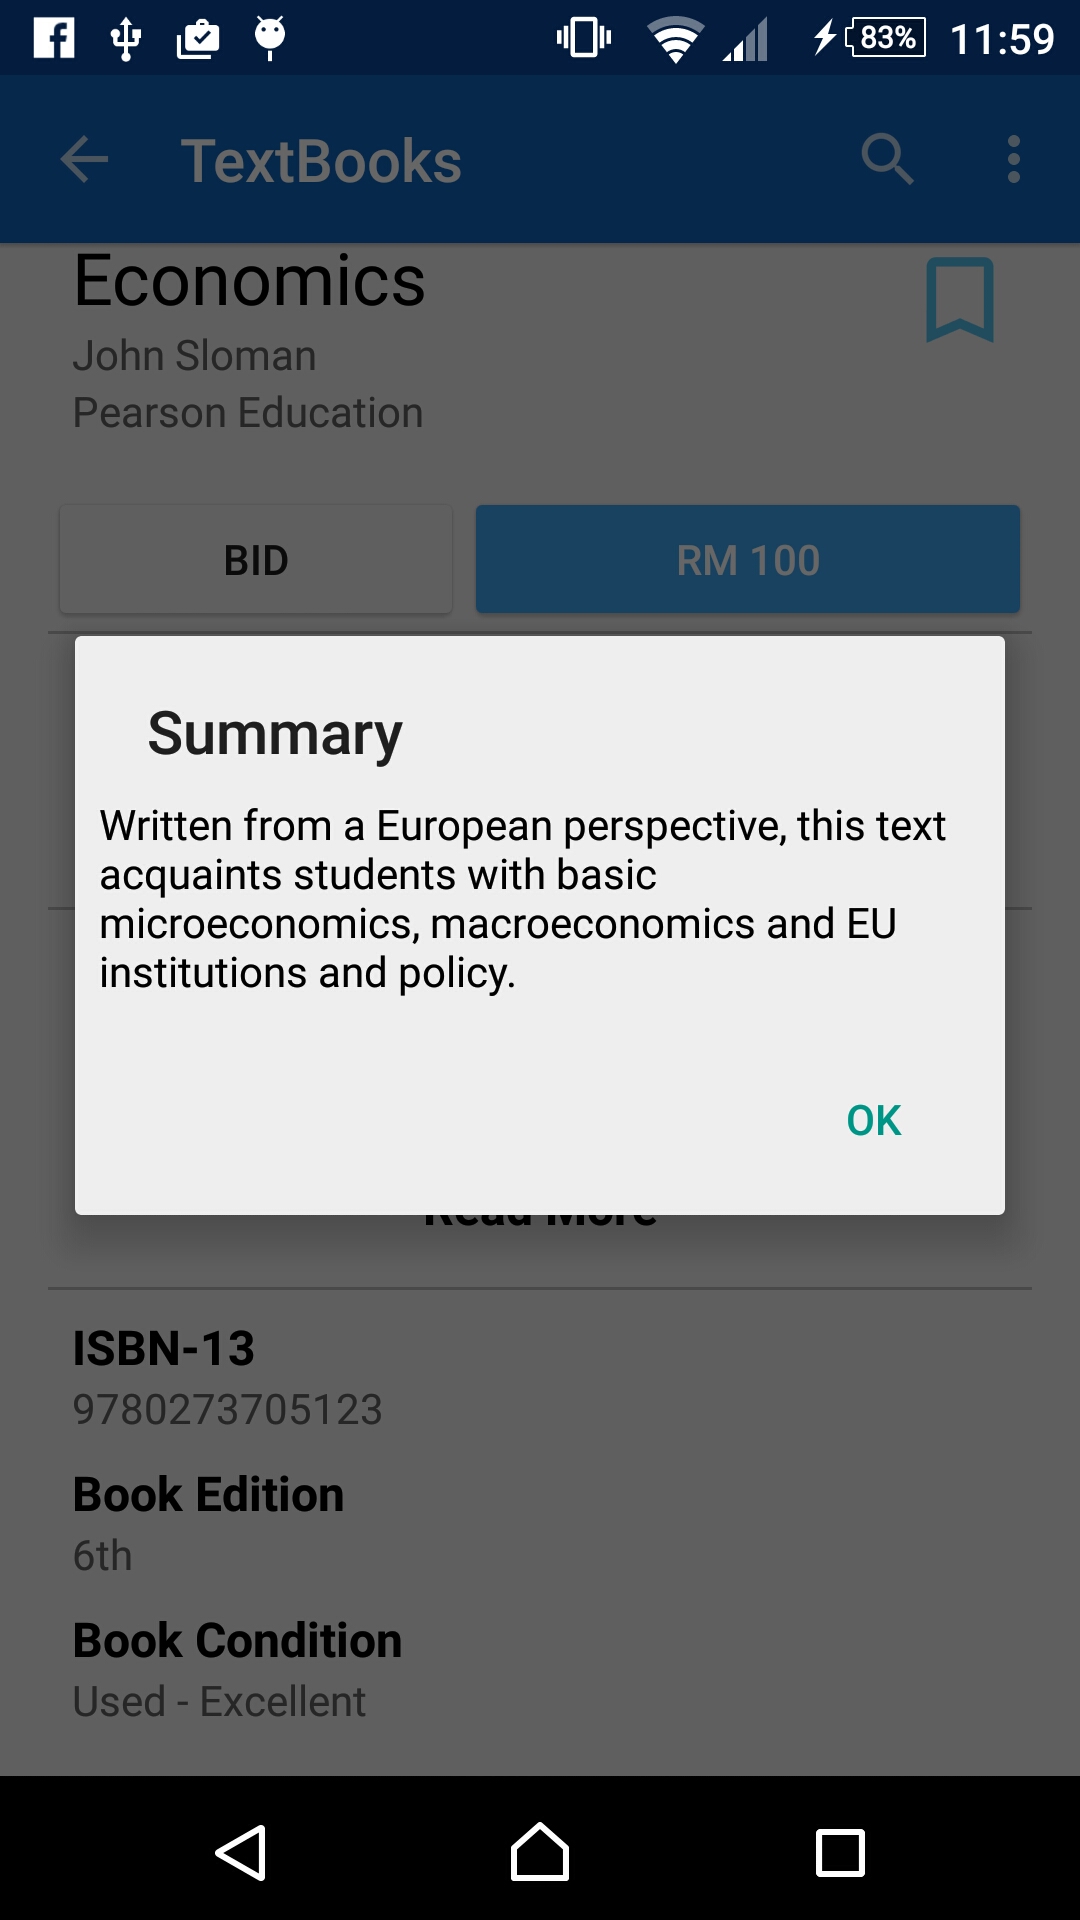 83% 11:59
TextBooks
Economics
John Sloman
Pearson Education
BID
RM 100
Summary
Written from a European perspective, this text
acquaints students with basic
microeconomics, macroeconomics and EU
institutions and policy.
OK
Read More
ISBN-13
9780273705123
Book Edition
6th
Book Condition
Used - Excellent